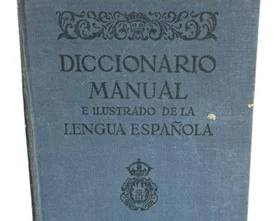 DICCIONARIO
MANUAL
E ILUSTRADO DE LA
LENGUA ESPAÑOLA